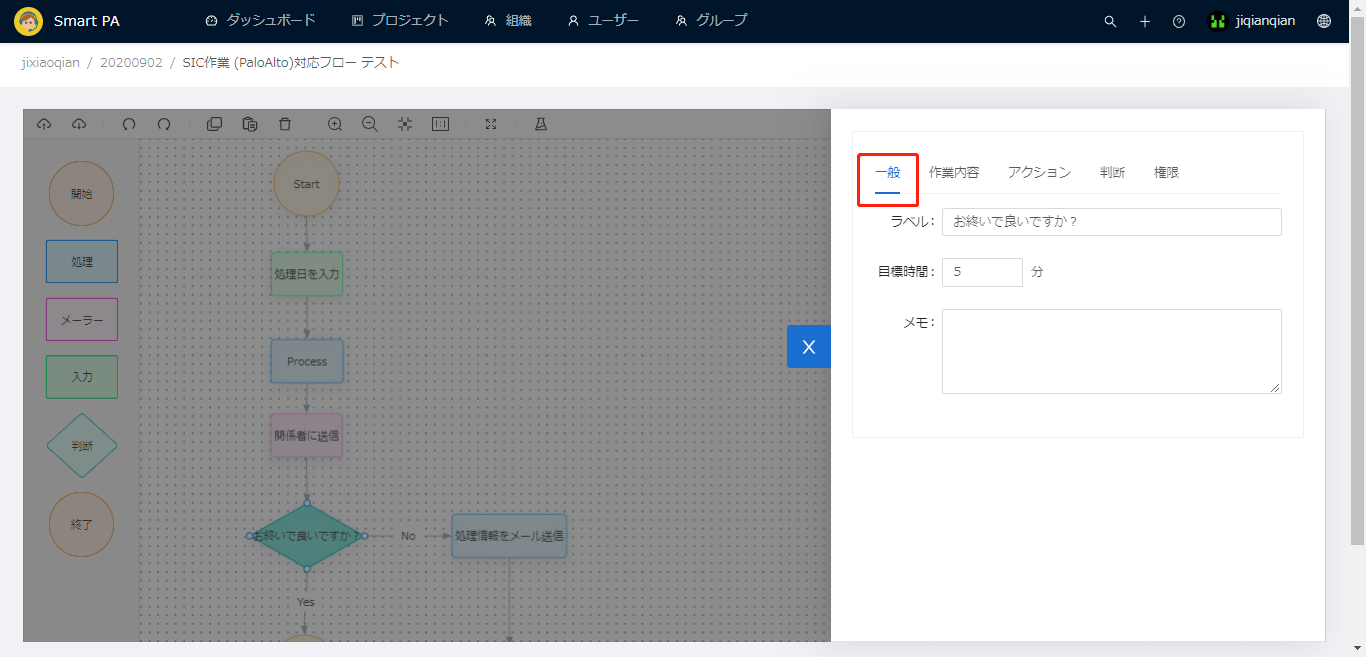 Smart PA ダッシュボード プロジェクト 組織 ユーザー グループ jiqianqian
jixiaoqian / 20200902 / SIC作業 (PaloAlto)対応フロー テスト
開始
処理
メーラー
入力
判断
終了
Start
処理日を入力
Process
関係者に送信
お終いで良いですか？
No
処理情報をメール送信
Yes
X
一般 作業内容 アクション 判断 権限
ラベル： お終いで良いですか？
目標時間： 5 分
メモ：